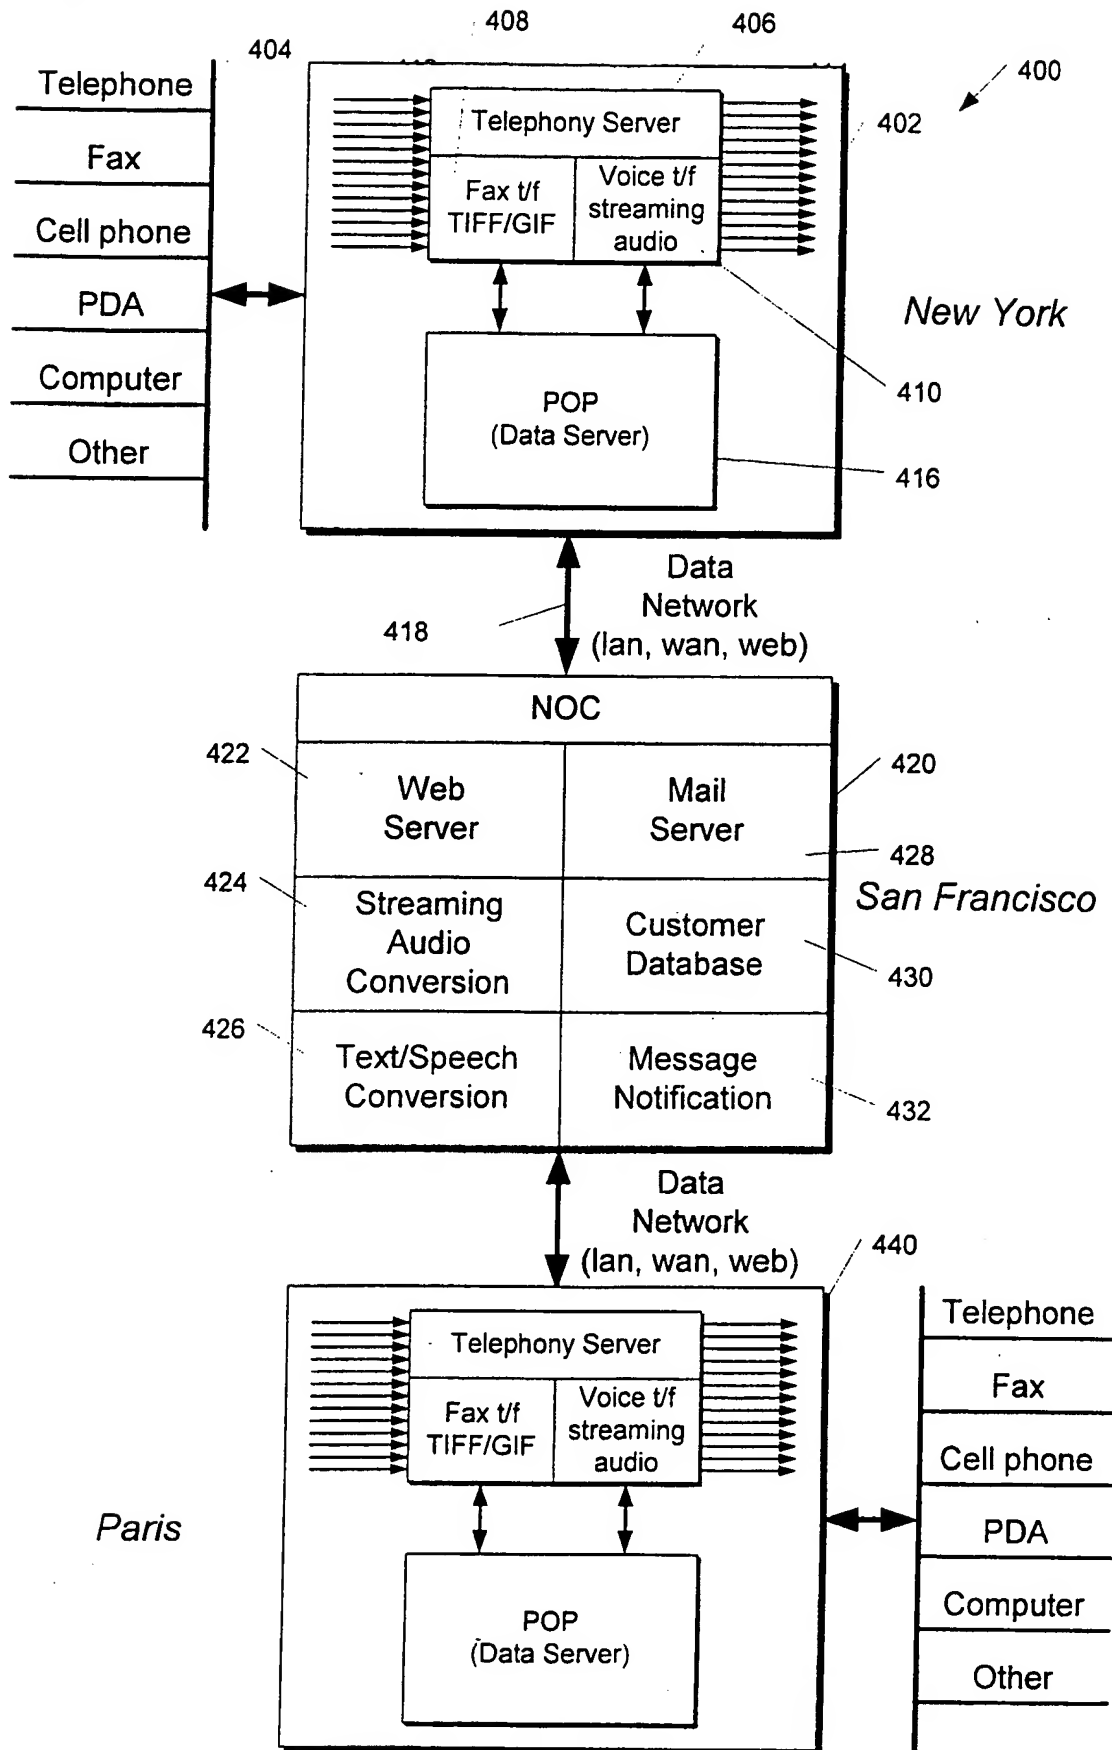 408
406
404
400
Telephone
Fax
Cell phone
PDA
Computer
Other
Telephony Server
402
Fax t/f
TIFF/GIF
Voice t/f
streaming
audio
New York
410
POP
(Data Server)
416
Data
Network
(lan, wan, web)
418
NOC
422
Web
Server
Mail
Server
420
428
424
Streaming
Audio
Conversion
Customer
Database
San Francisco
430
426
Text/Speech
Conversion
Message
Notification
432
Data
Network
(lan, wan, web)
440
Telephony Server
Fax t/f
TIFF/GIF
Voice t/f
streaming
audio
Paris
POP
(Data Server)
Telephone
Fax
Cell phone
PDA
Computer
Other